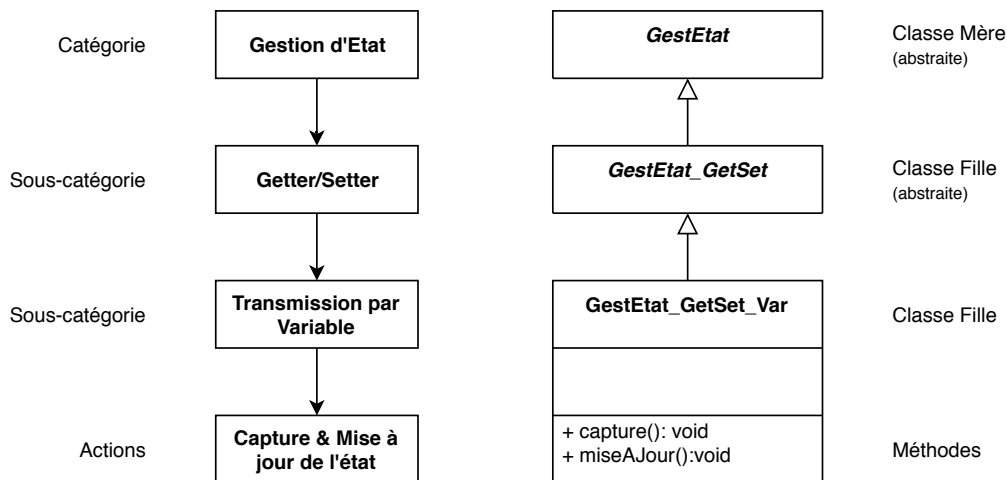 Catégorie
Gestion d'Etat
GestEtat
Classe Mère
(abstraite)
Sous-catégorie
Getter/Setter
GestEtat_GetSet
Classe Fille
(abstraite)
Sous-catégorie
Transmission par
Variable
GestEtat_GetSet_Var
Classe Fille
Actions
Capture & Mise à
jour de l'état
+ capture(): void
+ miseAJour():void
Méthodes